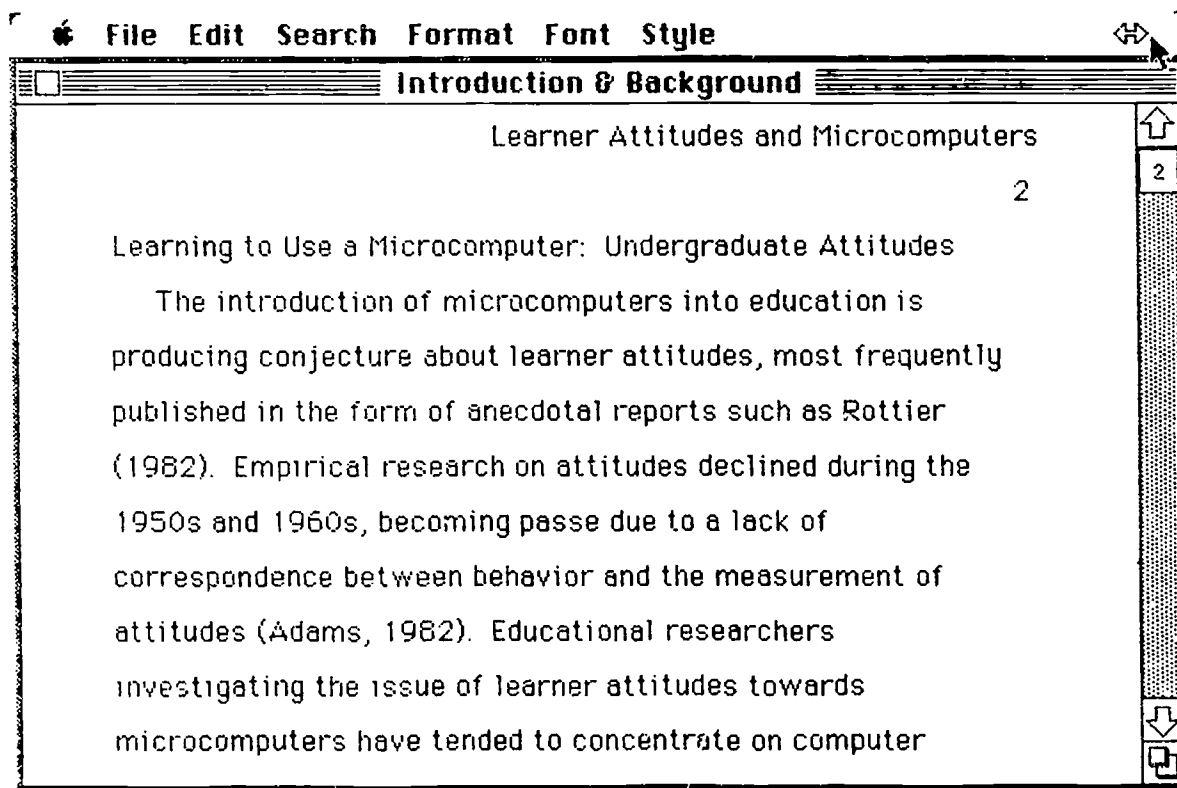 File Edit Search Format Font Style
Introduction & Background
Learner Attitudes and Microcomputers
2
2
Learning to Use a Microcomputer: Undergraduate Attitudes
The introduction of microcomputers into education is
producing conjecture about learner attitudes, most frequently
published in the form of anecdotal reports such as Rottier
(1982). Empirical research on attitudes declined during the
1950s and 1960s, becoming passe due to a lack of
correspondence between behavior and the measurement of
attitudes (Adams, 1982). Educational researchers
investigating the issue of learner attitudes towards
microcomputers have tended to concentrate on computer